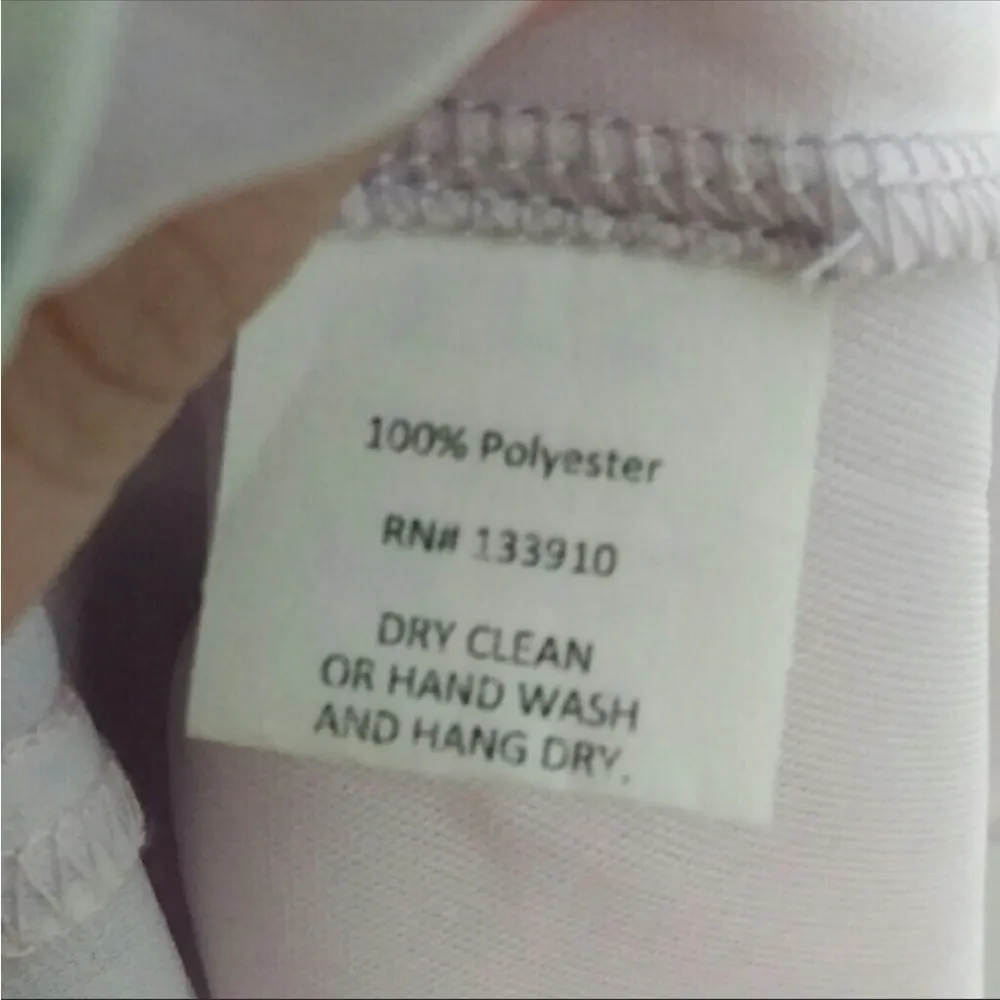 100% Polyester
RN# 133910
DRY CLEAN
OR HAND WASH
AND HANG DRY.